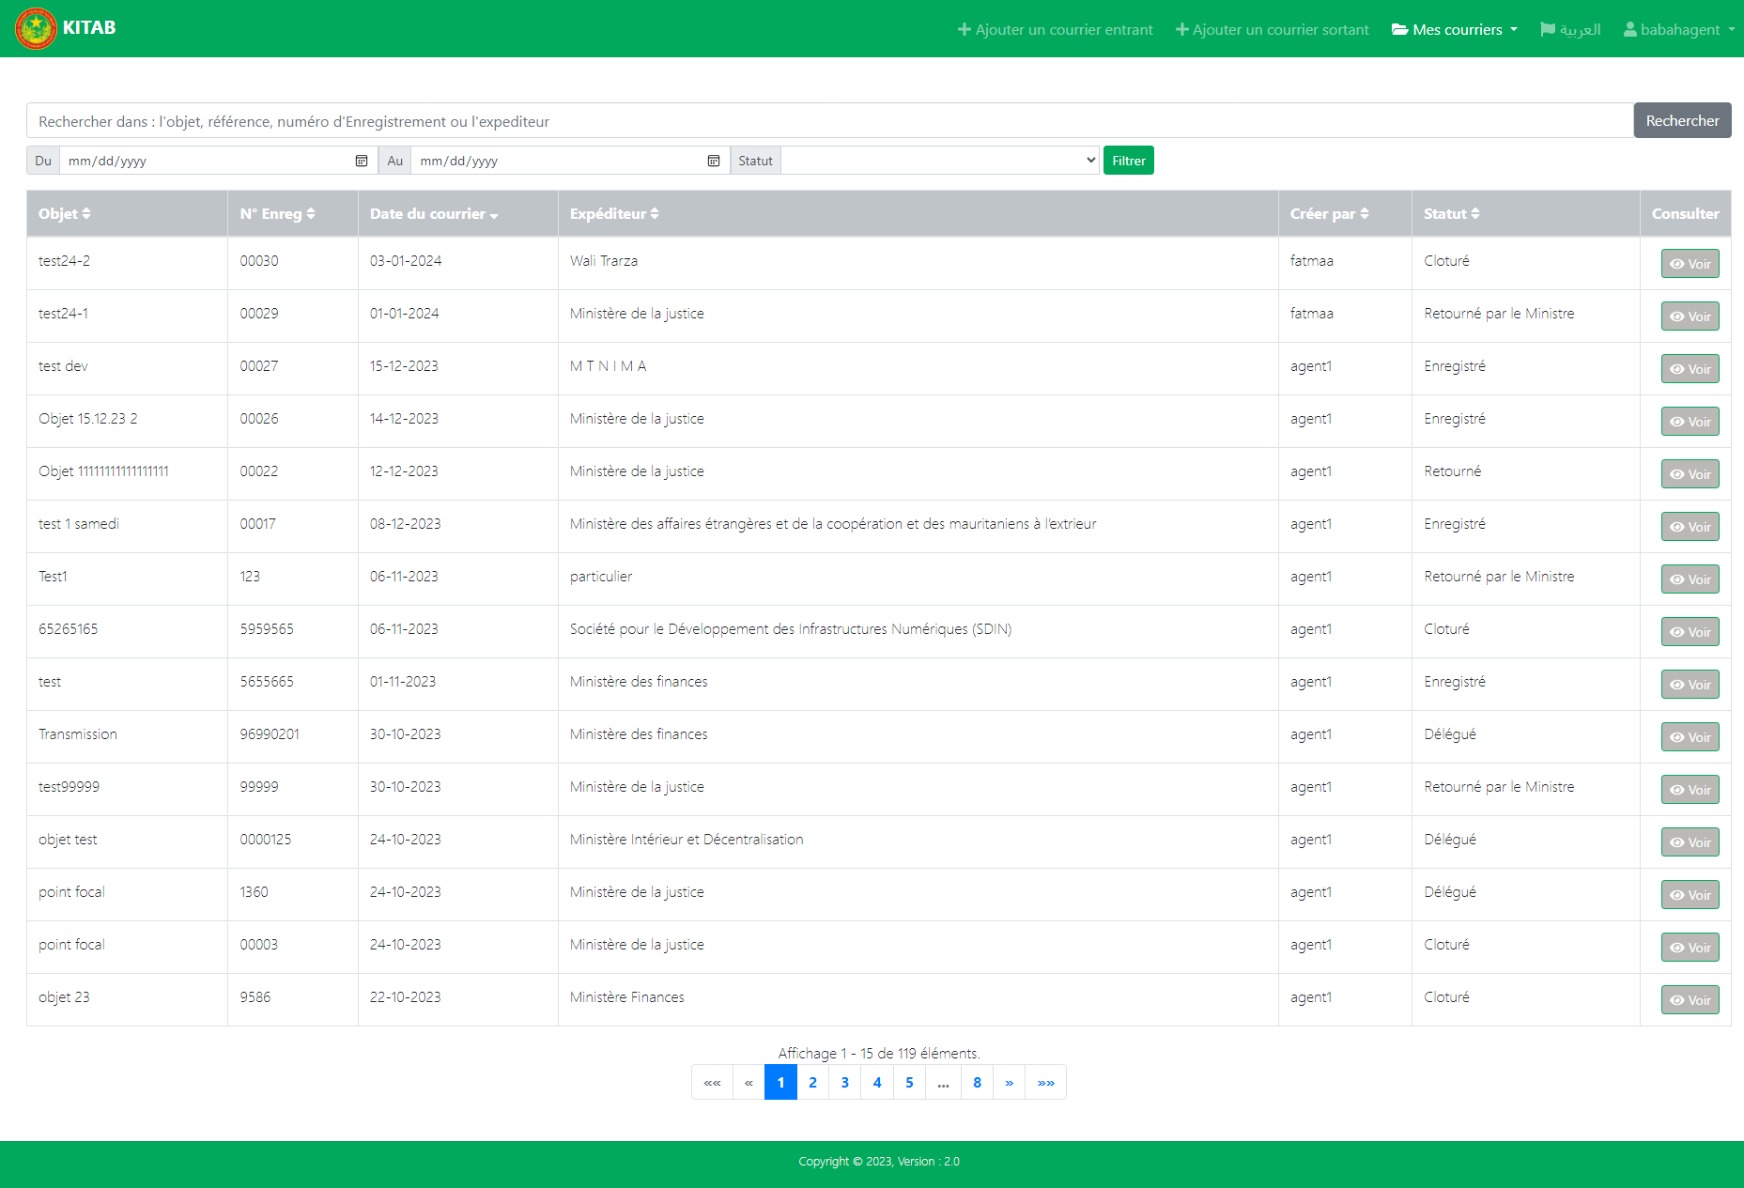 KITAB
Ajouter un courrier entrant Ajouter un courrier sortant Mes courriers العربية babahagent
Rechercher dans : l'objet, référence, numéro d'Enregistrement ou l'expediteur Rechercher
Du mm/dd/yyyy Au mm/dd/yyyy Statut Filtrer
Objet N° Enreg Date du courrier Expéditeur Créer par Statut Consulter
test24-2 00030 03-01-2024 Wali Trarza fatmaa Cloturé Voir
test24-1 00029 01-01-2024 Ministère de la justice fatmaa Retourné par le Ministre Voir
test dev 00027 15-12-2023 M T N I M A agent1 Enregistré Voir
Objet 15.12.23 2 00026 14-12-2023 Ministère de la justice agent1 Enregistré Voir
Objet 11111111111111111 00022 12-12-2023 Ministère de la justice agent1 Retourné Voir
test 1 samedi 00017 08-12-2023 Ministère des affaires étrangères et de la coopération et des mauritaniens à l'extrieur agent1 Enregistré Voir
Test1 123 06-11-2023 particulier agent1 Retourné par le Ministre Voir
65265165 5959565 06-11-2023 Société pour le Développement des Infrastructures Numériques (SDIN) agent1 Cloturé Voir
test 5655665 01-11-2023 Ministère des finances agent1 Enregistré Voir
Transmission 96990201 30-10-2023 Ministère des finances agent1 Délégué Voir
test99999 99999 30-10-2023 Ministère de la justice agent1 Retourné par le Ministre Voir
objet test 0000125 24-10-2023 Ministère Intérieur et Décentralisation agent1 Délégué Voir
point focal 1360 24-10-2023 Ministère de la justice agent1 Délégué Voir
point focal 00003 24-10-2023 Ministère de la justice agent1 Cloturé Voir
objet 23 9586 22-10-2023 Ministère Finances agent1 Cloturé Voir
Affichage 1 - 15 de 119 éléments.
«« « 1 2 3 4 5 ... 8 » »»
Copyright © 2023, Version : 2.0